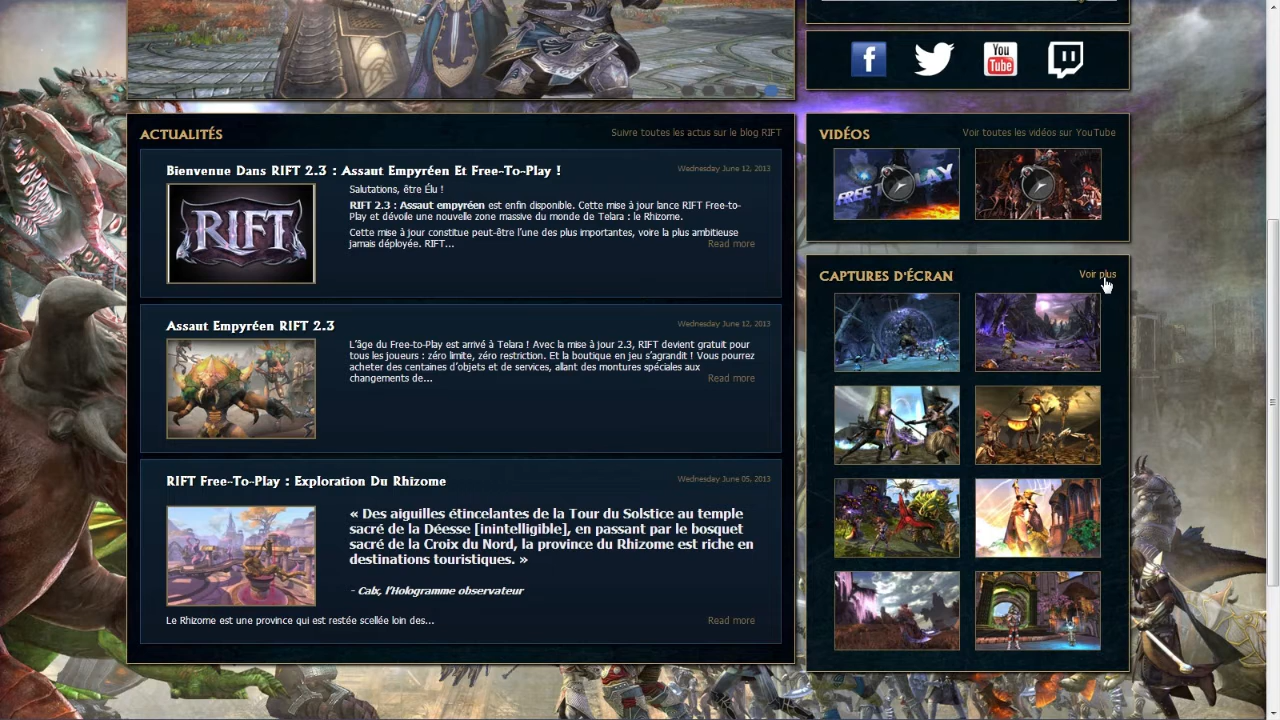 You
Tube
ACTUALITÉS
Suivre toutes les actus sur le blog RIFT
Bienvenue Dans RIFT 2.3 : Assaut Empyréen Et Free-To-Play !
Wednesday June 12, 2013
RIFT
Salutations, être Élu !
RIFT 2.3 : Assaut empyréen est enfin disponible. Cette mise à jour lance RIFT Free-to-
Play et dévoile une nouvelle zone massive du monde de Telara : le Rhizome.
Cette mise à jour constitue peut-être l'une des plus importantes, voire la plus ambitieuse
jamais déployée. RIFT...
Read more
Assaut Empyréen RIFT 2.3
Wednesday June 12, 2013
L'âge du Free-to-Play est arrivé à Telara ! Avec la mise à jour 2.3, RIFT devient gratuit pour
tous les joueurs : zéro limite, zéro restriction. Et la boutique en jeu s'agrandit ! Vous pourrez
acheter des centaines d'objets et de services, allant des montures spéciales aux
changements de...
Read more
RIFT Free-To-Play : Exploration Du Rhizome
Wednesday June 05, 2013
« Des aiguilles étincelantes de la Tour du Solstice au temple
sacré de la Déesse [inintelligible], en passant par le bosquet
sacré de la Croix du Nord, la province du Rhizome est riche en
destinations touristiques. »
- Calx, l'Hologramme observateur
Le Rhizome est une province qui est restée scellée loin des...
Read more
VIDÉOS
Voir toutes les vidéos sur YouTube
CAPTURES D'ÉCRAN
Voir plus